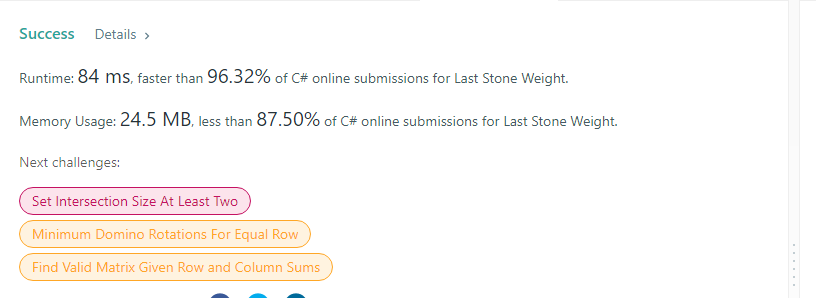 Success Details >
Runtime: 84 ms, faster than 96.32% of C# online submissions for Last Stone Weight.
Memory Usage: 24.5 MB, less than 87.50% of C# online submissions for Last Stone Weight.
Next challenges:
Set Intersection Size At Least Two
Minimum Domino Rotations For Equal Row
Find Valid Matrix Given Row and Column Sums